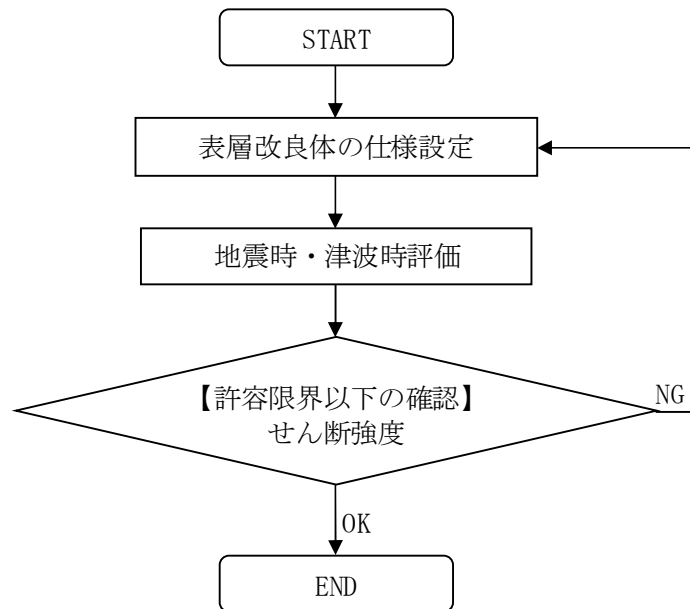 START
表層改良体の仕様設定
地震時・津波時評価
【許容限界以下の確認】
せん断強度
NG
OK
END